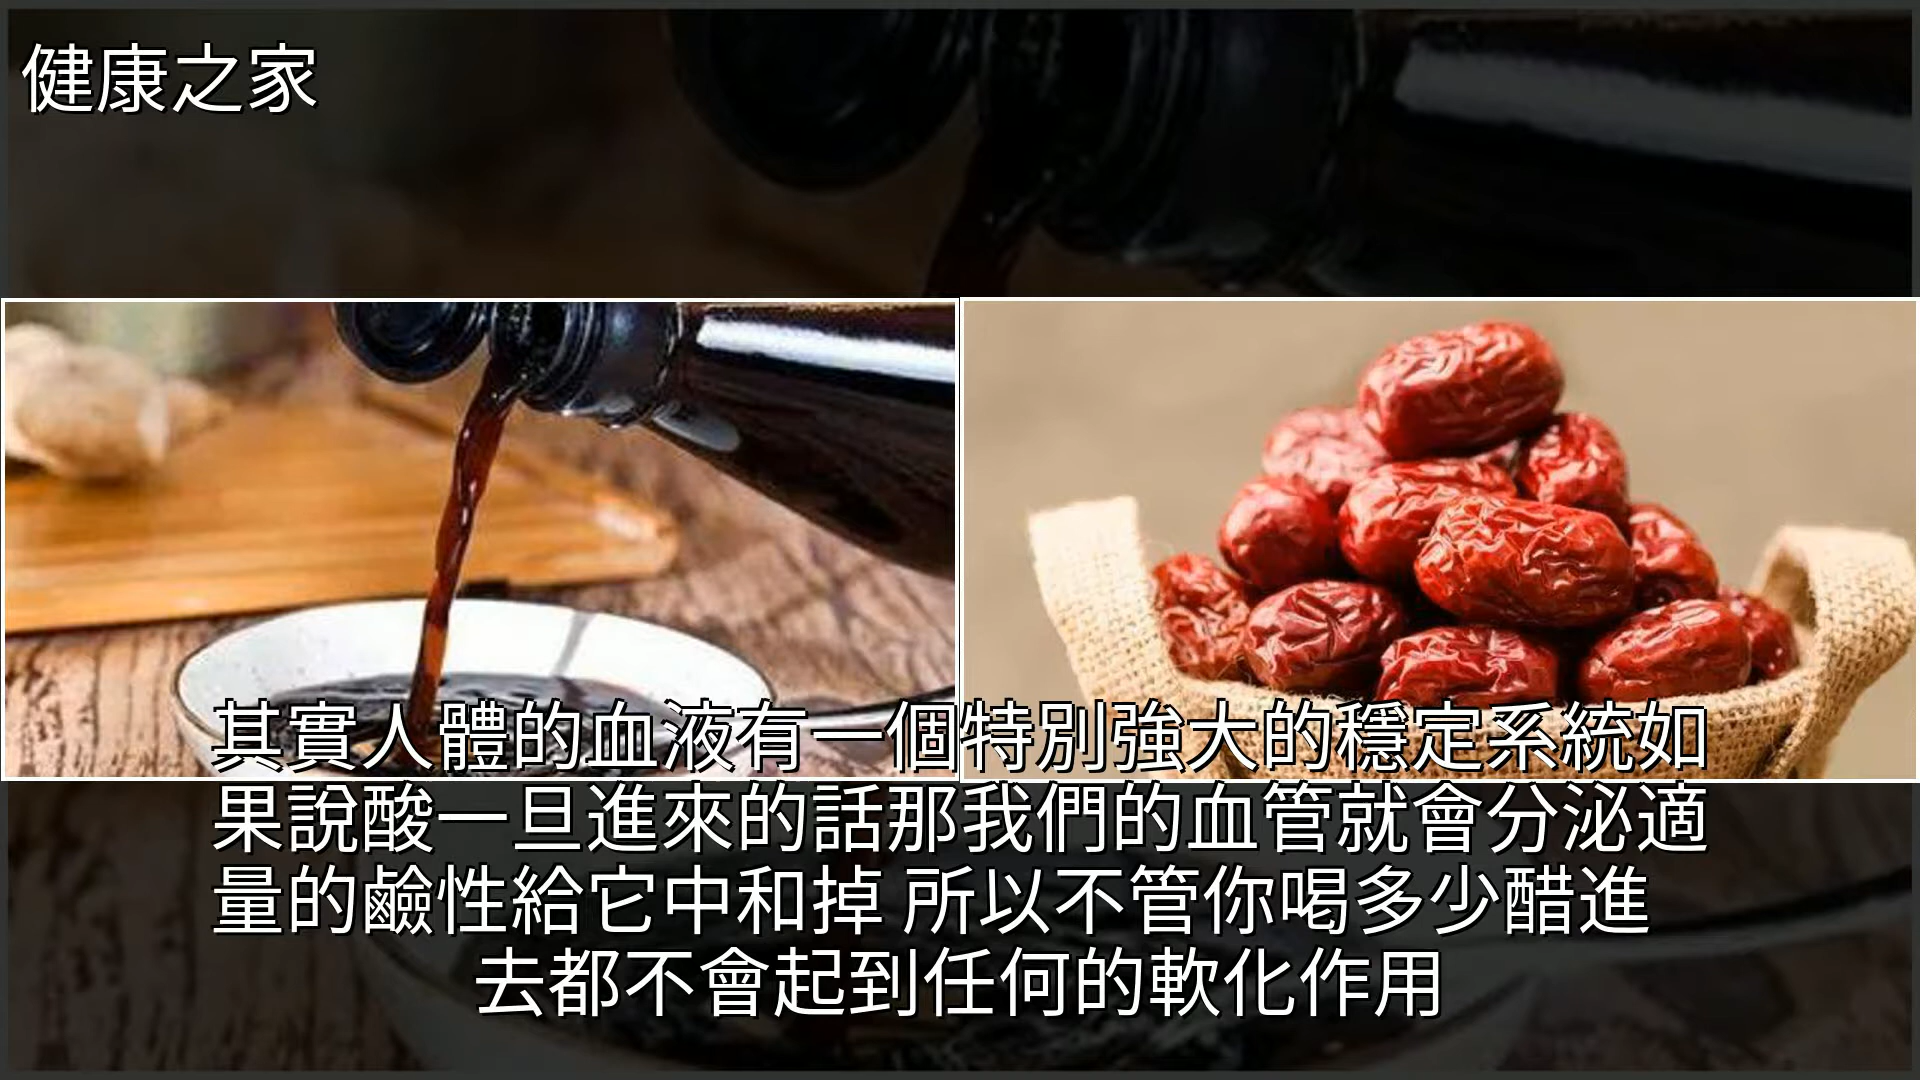 健康之家
其實人體的血液有一個特別強大的穩定系統如
果說酸一旦進來的話那我們的血管就會分泌適
量的鹼性給它中和掉 所以不管你喝多少醋進
去都不會起到任何的軟化作用